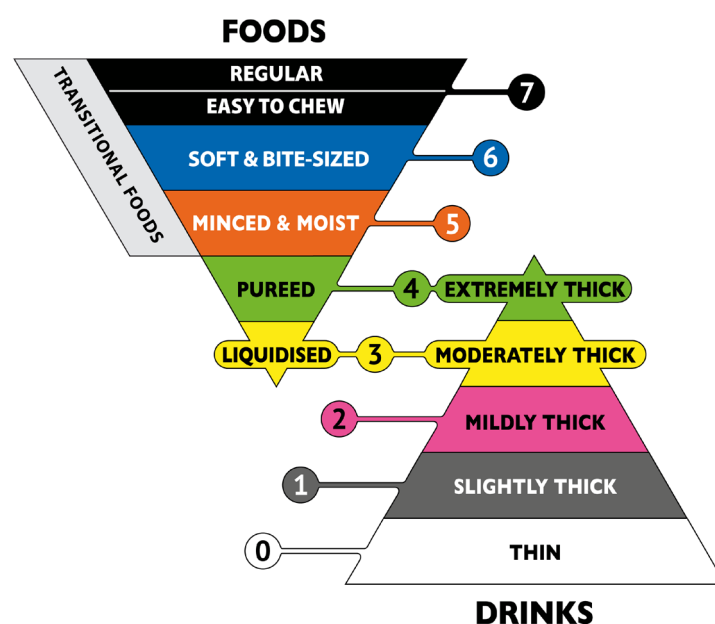 FOODS
TRANSITIONAL FOODS
REGULAR
EASY TO CHEW
7
SOFT & BITE-SIZED
6
MINCED & MOIST
5
PUREED
4
EXTREMELY THICK
LIQUIDISED
3
MODERATELY THICK
2
MILDLY THICK
1
SLIGHTLY THICK
0
THIN
DRINKS